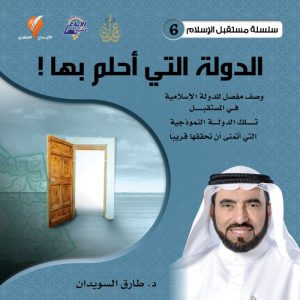 سلسلة مستقبل الإسلام 6
الدولة التي أحلم بها !
وصف مفصل للدولة الاسلامية
في المستقبل
تلك الدولة النموذجية
التي أتمنى أن نحققها قريبا
د. طارق السويدان